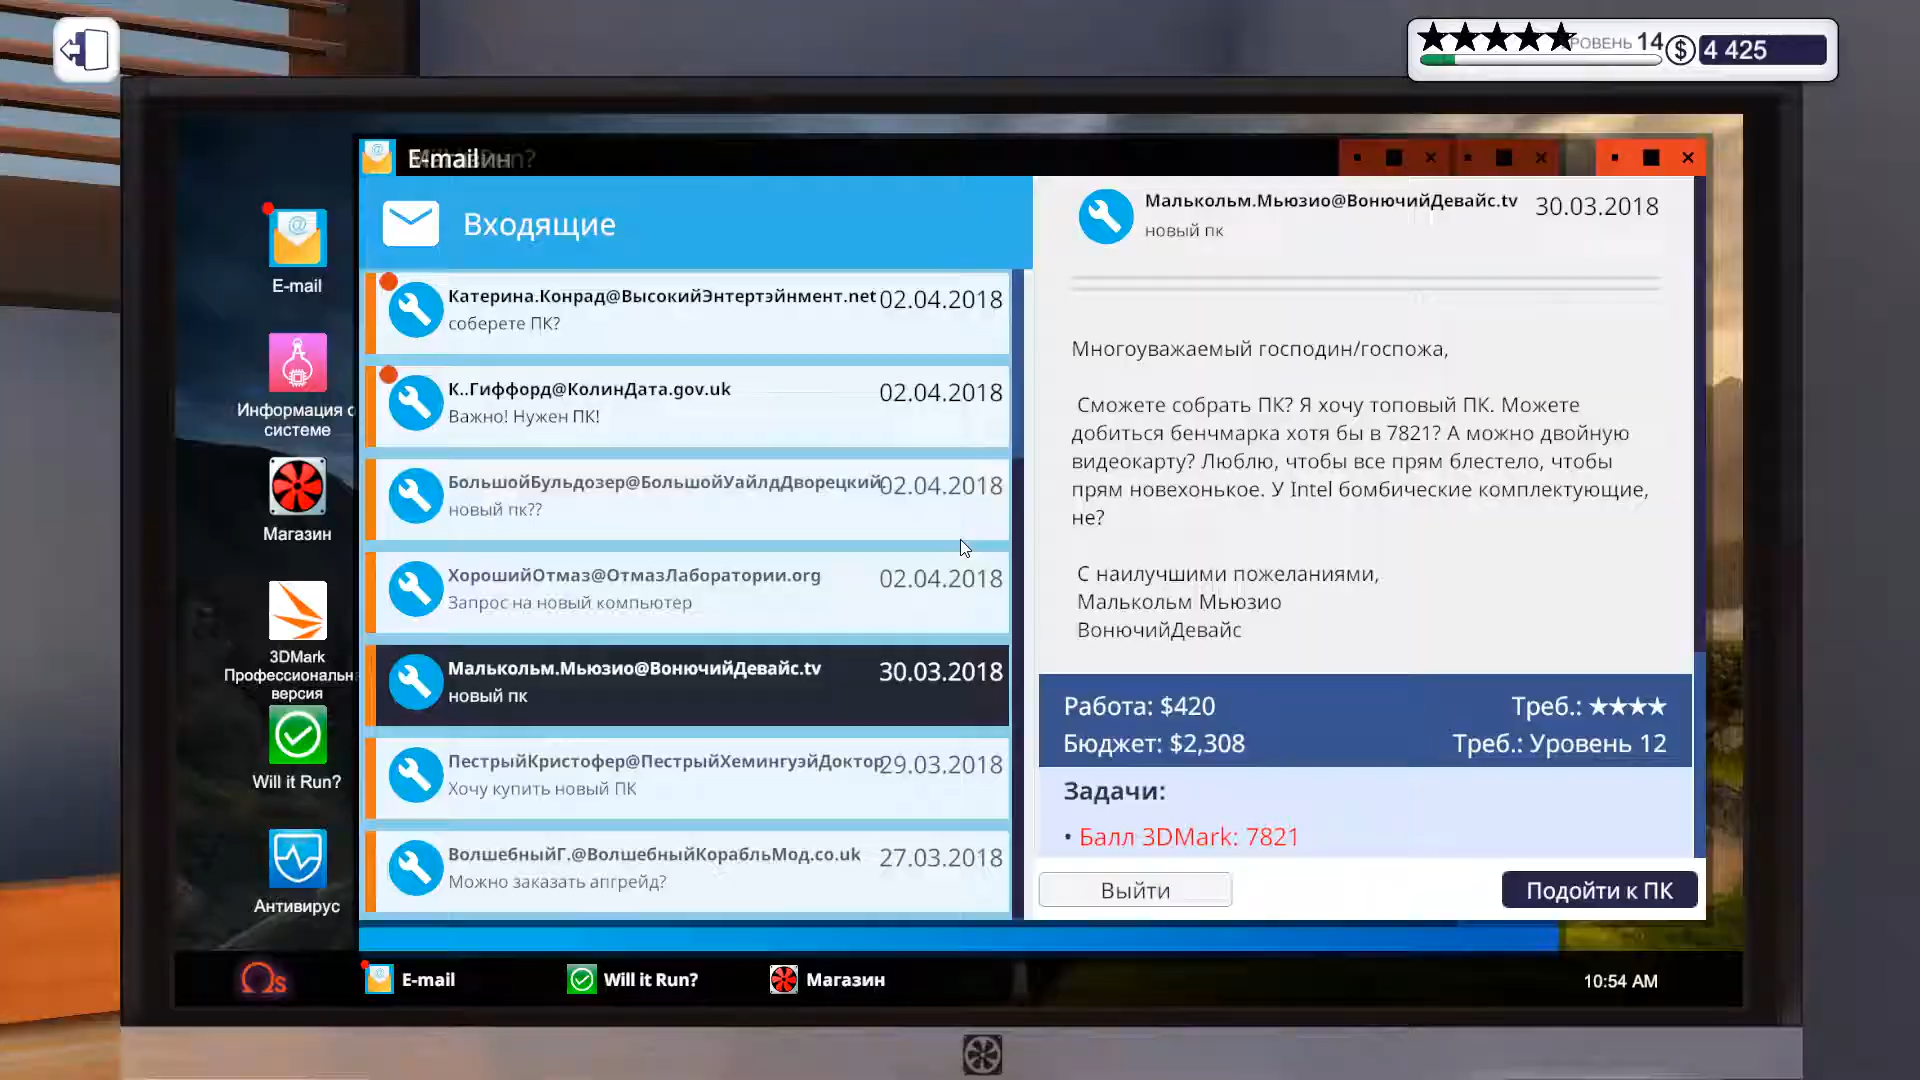 УРОВЕНЬ 14
$ 4 425
E-mail
Входящие
E-mail
Информация о
системе
Магазин
3DMark
Профессиональн
версия
Will it Run?
Антивирус
Катерина.Конрад@ВысокийЭнтертэйнмент.net 02.04.2018
соберете ПК?
К..Гиффорд@КолинДата.gov.uk 02.04.2018
Важно! Нужен ПК!
БольшойБульдозер@БольшойУайлдДворецкий. 02.04.2018
новый пк??
ХорошийОтмаз@ОтмазЛаборатории.org 02.04.2018
Запрос на новый компьютер
Малькольм.Мьюзио@ВонючийДевайс.tv 30.03.2018
новый пк
ПестрыйКристофер@ПестрыйХемингуэйДоктор 29.03.2018
Хочу купить новый ПК
ВолшебныйГ.@ВолшебныйКорабльМод.co.uk 27.03.2018
Можно заказать апгрейд?
Малькольм.Мьюзио@ВонючийДевайс.tv 30.03.2018
новый пк
Многоуважаемый господин/госпожа,
Сможете собрать ПК? Я хочу топовый ПК. Можете
добиться бенчмарка хотя бы в 7821? А можно двойную
видеокарту? Люблю, чтобы все прям блестело, чтобы
прям новехонькое. У Intel бомбические комплектующие,
не?
С наилучшими пожеланиями,
Малькольм Мьюзио
ВонючийДевайс
Работа: $420 Треб.: ★★★★
Бюджет: $2,308 Треб.: Уровень 12
Задачи:
• Балл 3DMark: 7821
Выйти Подойти к ПК
Ωs E-mail Will it Run? Магазин 10:54 AM